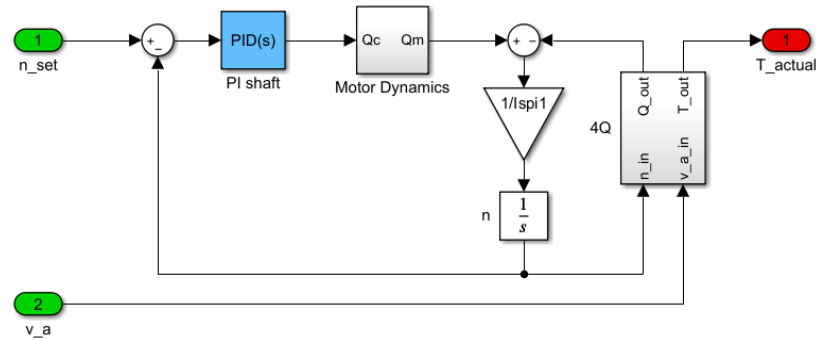 1
n_set
+
−
PID(s)
PI shaft
Qc
Qm
Motor Dynamics
+
−
1/Ispi1
n
1
s
4Q
Q_out
T_out
n_in
v_a_in
1
T_actual
2
v_a